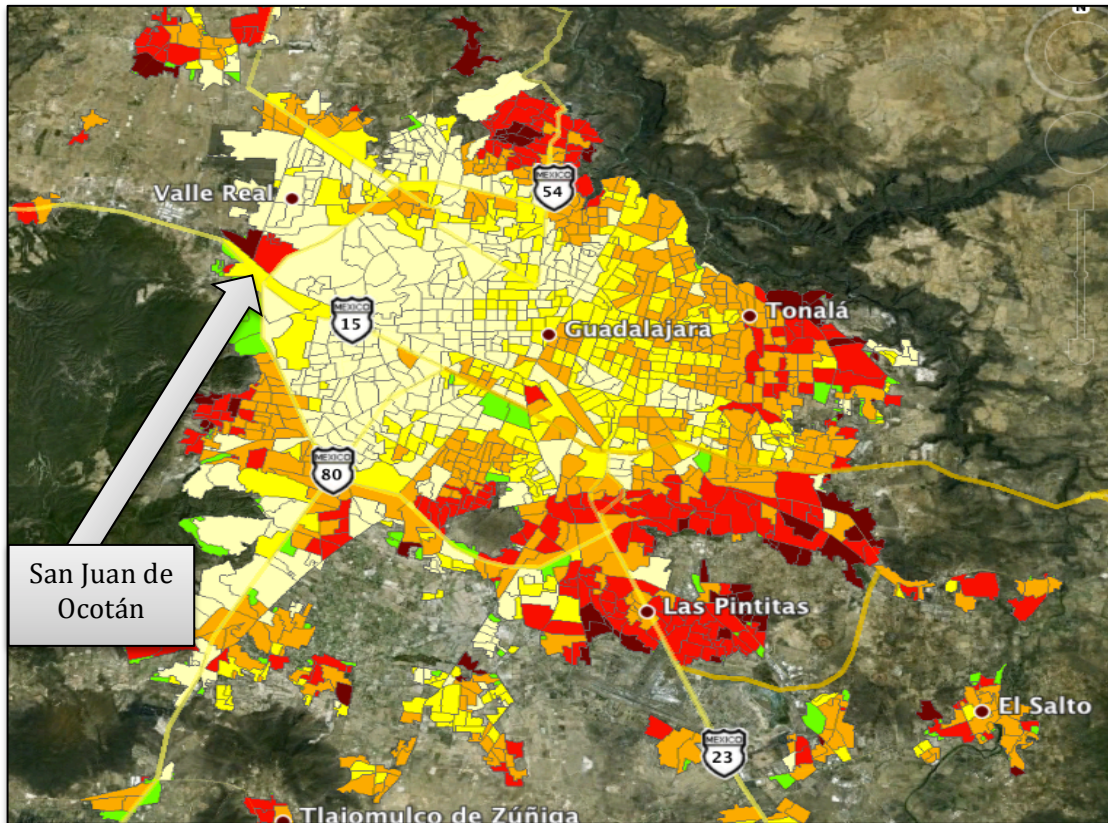 N
Valle Real
MEXICO
54
MEXICO
15
Guadalajara
Tonalá
MEXICO
80
San Juan de
Ocotán
Las Pintitas
El Salto
MEXICO
23
Tlajomulco de Zúñiga